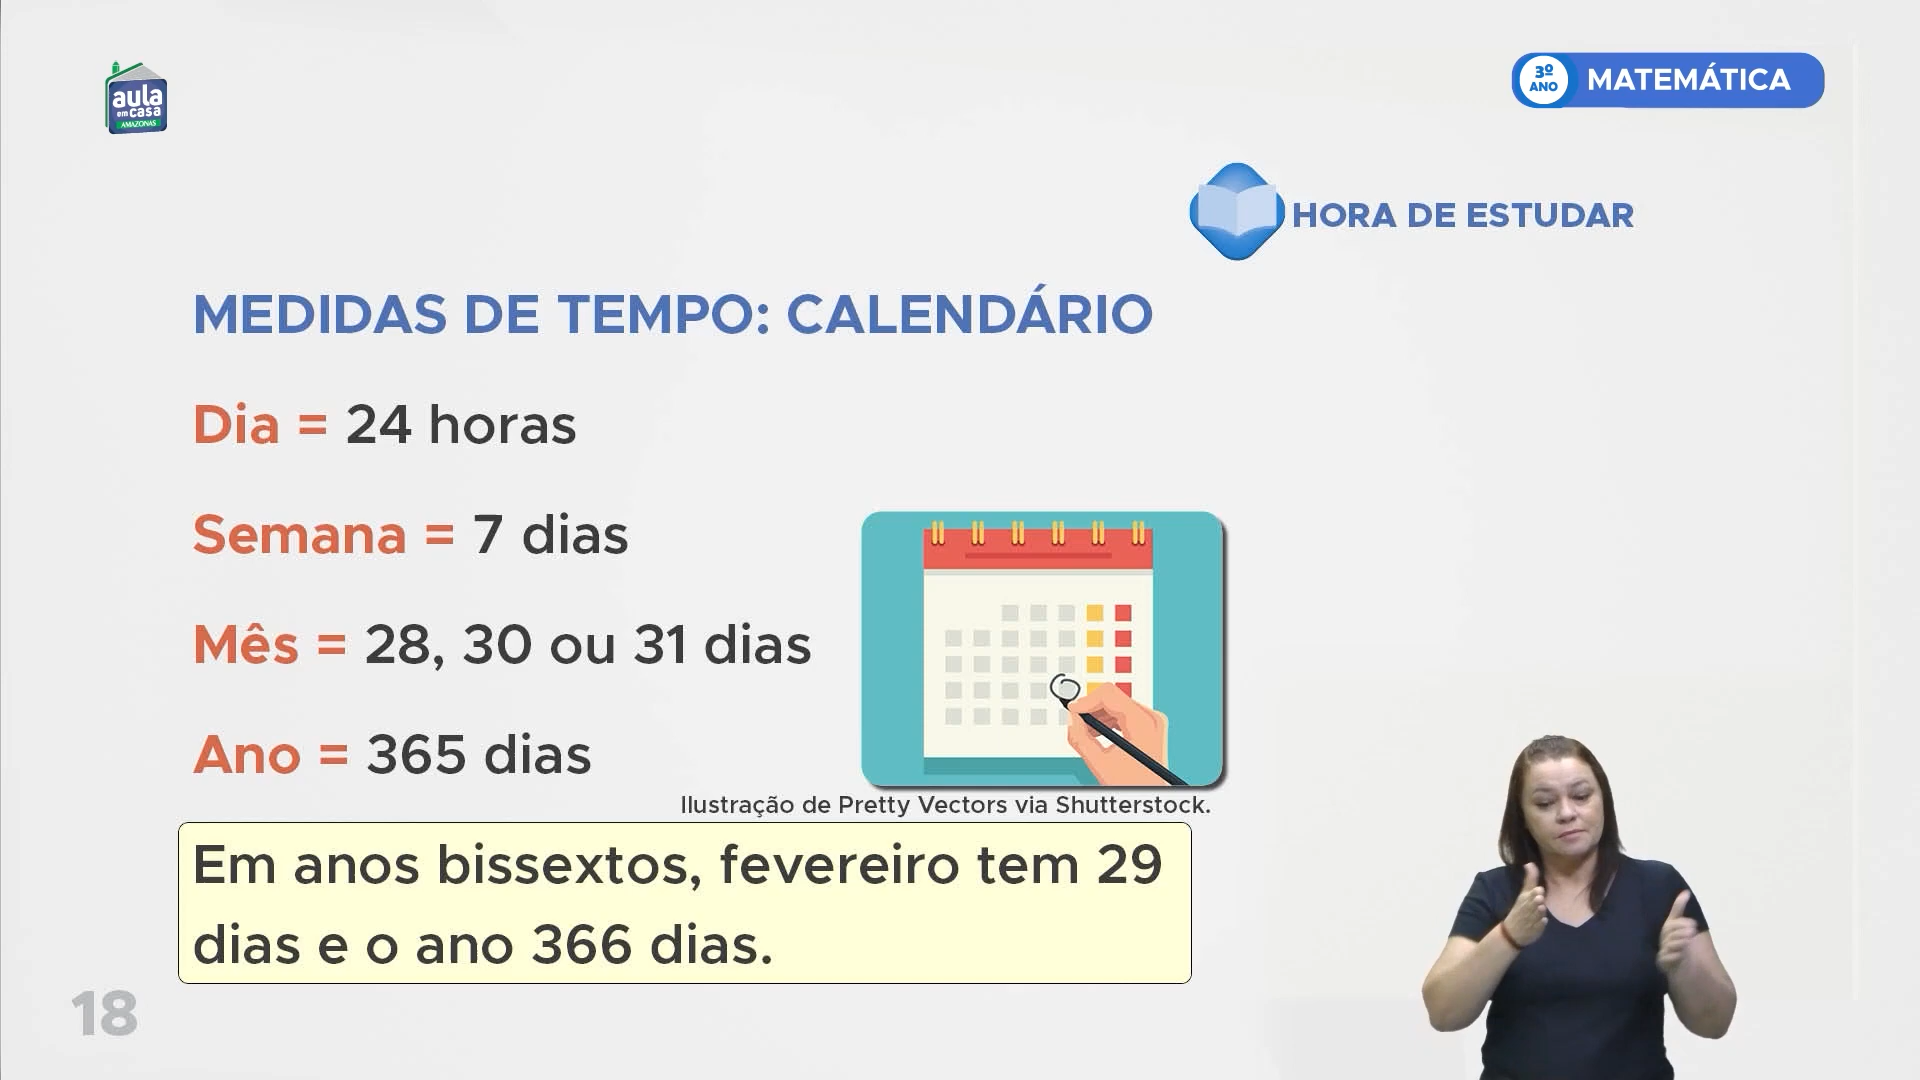 aula
em casa
AMAZONAS
3º
ANO
MATEMÁTICA
HORA DE ESTUDAR
MEDIDAS DE TEMPO: CALENDÁRIO
Dia = 24 horas
Semana = 7 dias
Mês = 28, 30 ou 31 dias
Ano = 365 dias
Ilustração de Pretty Vectors via Shutterstock.
Em anos bissextos, fevereiro tem 29
dias e o ano 366 dias.
18